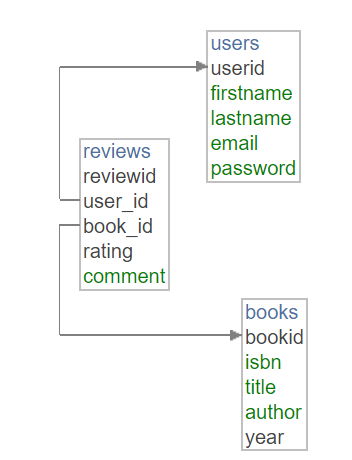 users
userid
firstname
lastname
email
password
reviews
reviewid
user_id
book_id
rating
comment
books
bookid
isbn
title
author
year